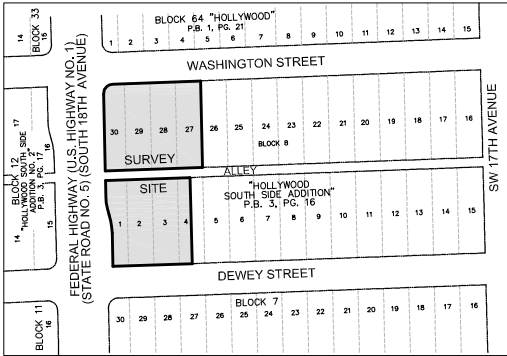 BLOCK 33
14
16
BLOCK 64 "HOLLYWOOD"
P.B. 1, PG. 21
1 2 3 4 5 6 7 8 9 10 11 12 13 14 15
WASHINGTON STREET
FEDERAL HIGHWAY (U.S. HIGHWAY NO. 1)
(STATE ROAD NO. 5) (SOUTH 18TH AVENUE)
SW 17TH AVENUE
BLOCK 12
"HOLLYWOOD SOUTH SIDE
ADDITION NO. 2"
P.B. 3, PG. 17
17
16
14
15
30 29 28 27 26 25 24 23 22 21 20 19 18 17 16
BLOCK 8
SURVEY
ALLEY
SITE
"HOLLYWOOD
SOUTH SIDE ADDITION"
P.B. 3, PG. 16
1 2 3 4 5 6 7 8 9 10 11 12 13 14 15
DEWEY STREET
BLOCK 11
16
BLOCK 7
30 29 28 27 26 25 24 23 22 21 20 19 18 17 16